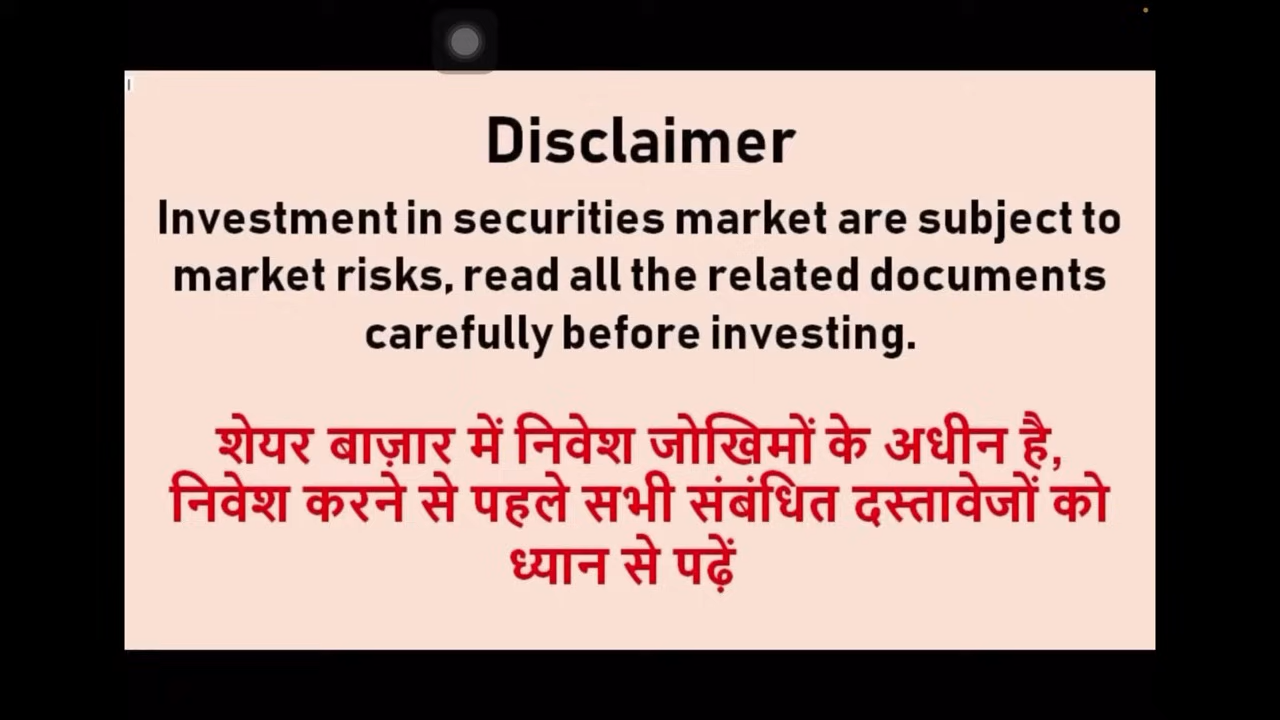 Disclaimer
Investment in securities market are subject to
market risks, read all the related documents
carefully before investing.
शेयर बाज़ार में निवेश जोखिमों के अधीन है,
निवेश करने से पहले सभी संबंधित दस्तावेजों को
ध्यान से पढ़ें